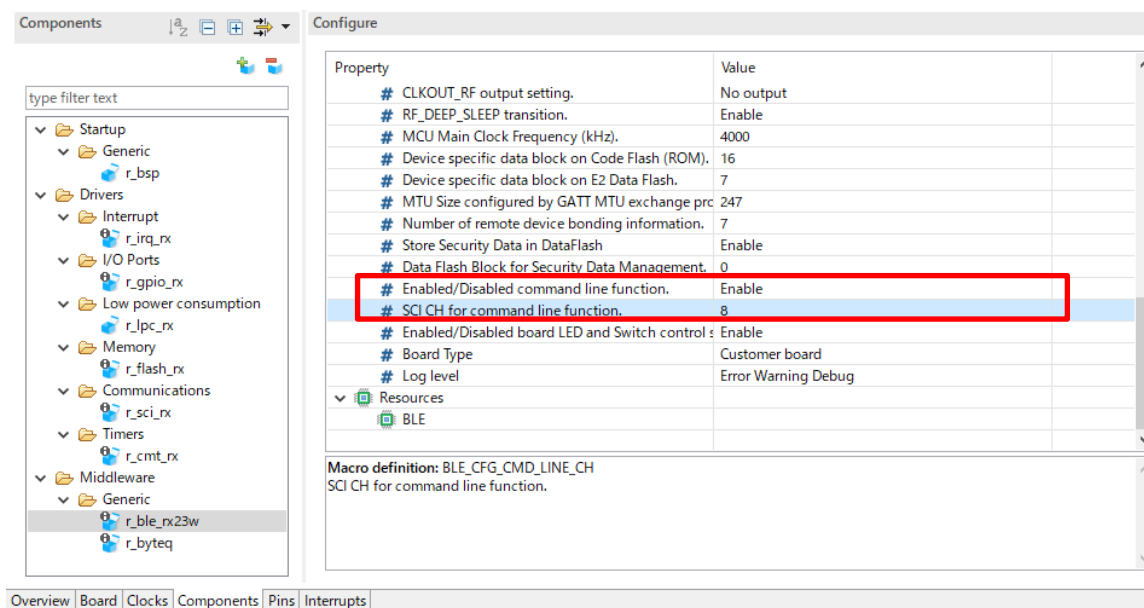 Components
Configure
type filter text
Startup
Generic
r_bsp
Drivers
Interrupt
r_irq_rx
I/O Ports
r_gpio_rx
Low power consumption
r_lpc_rx
Memory
r_flash_rx
Communications
r_sci_rx
Timers
r_cmt_rx
Middleware
Generic
r_ble_rx23w
r_byteq
Property Value
# CLKOUT_RF output setting. No output
# RF_DEEP_SLEEP transition. Enable
# MCU Main Clock Frequency (kHz). 4000
# Device specific data block on Code Flash (ROM). 16
# Device specific data block on E2 Data Flash. 7
# MTU Size configured by GATT MTU exchange prc 247
# Number of remote device bonding information. 7
# Store Security Data in DataFlash Enable
# Data Flash Block for Security Data Management. 0
# Enabled/Disabled command line function. Enable
# SCI CH for command line function. 8
# Enabled/Disabled board LED and Switch control s Enable
# Board Type Customer board
# Log level Error Warning Debug
Resources
BLE
Macro definition: BLE_CFG_CMD_LINE_CH
SCI CH for command line function.
Overview Board Clocks Components Pins Interrupts